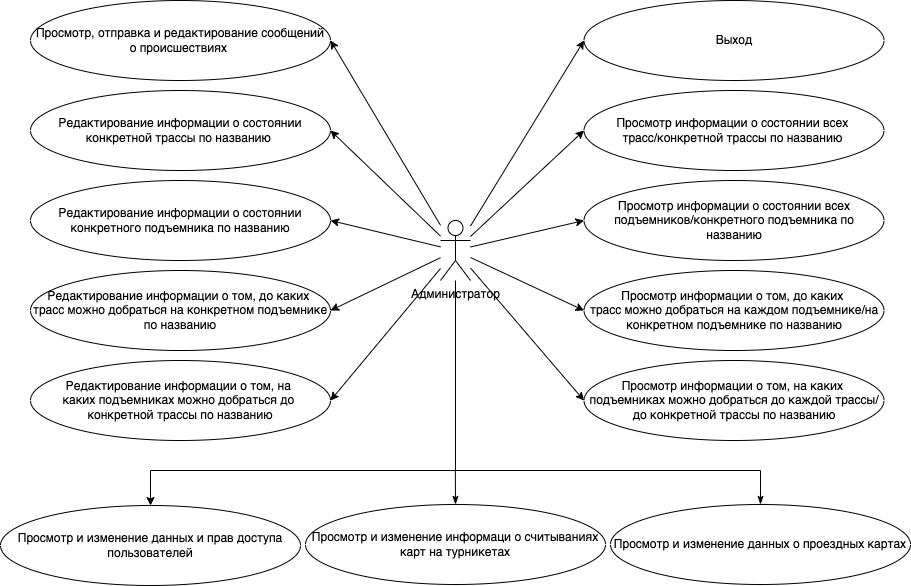 Просмотр, отправка и редактирование сообщений
о происшествиях
Выход
Редактирование информации о состоянии
конкретной трассы по названию
Просмотр информации о состоянии всех
трасс/конкретной трассы по названию
Редактирование информации о состоянии
конкретного подъемника по названию
Просмотр информации о состоянии всех
подъемников/конкретного подъемника по
названию
Администратор
Редактирование информации о том, до каких
трасс можно добраться на конкретном подъемнике
по названию
Просмотр информации о том, до каких
трасс можно добраться на каждом подъемнике/на
конкретном подъемнике по названию
Редактирование информации о том, на
каких подъемниках можно добраться до
конкретной трассы по названию
Просмотр информации о том, на каких
подъемниках можно добраться до каждой трассы/
до конкретной трассы по названию
Просмотр и изменение данных и прав доступа
пользователей
Просмотр и изменение информаци о считываниях
карт на турникетах
Просмотр и изменение данных о проездных картах